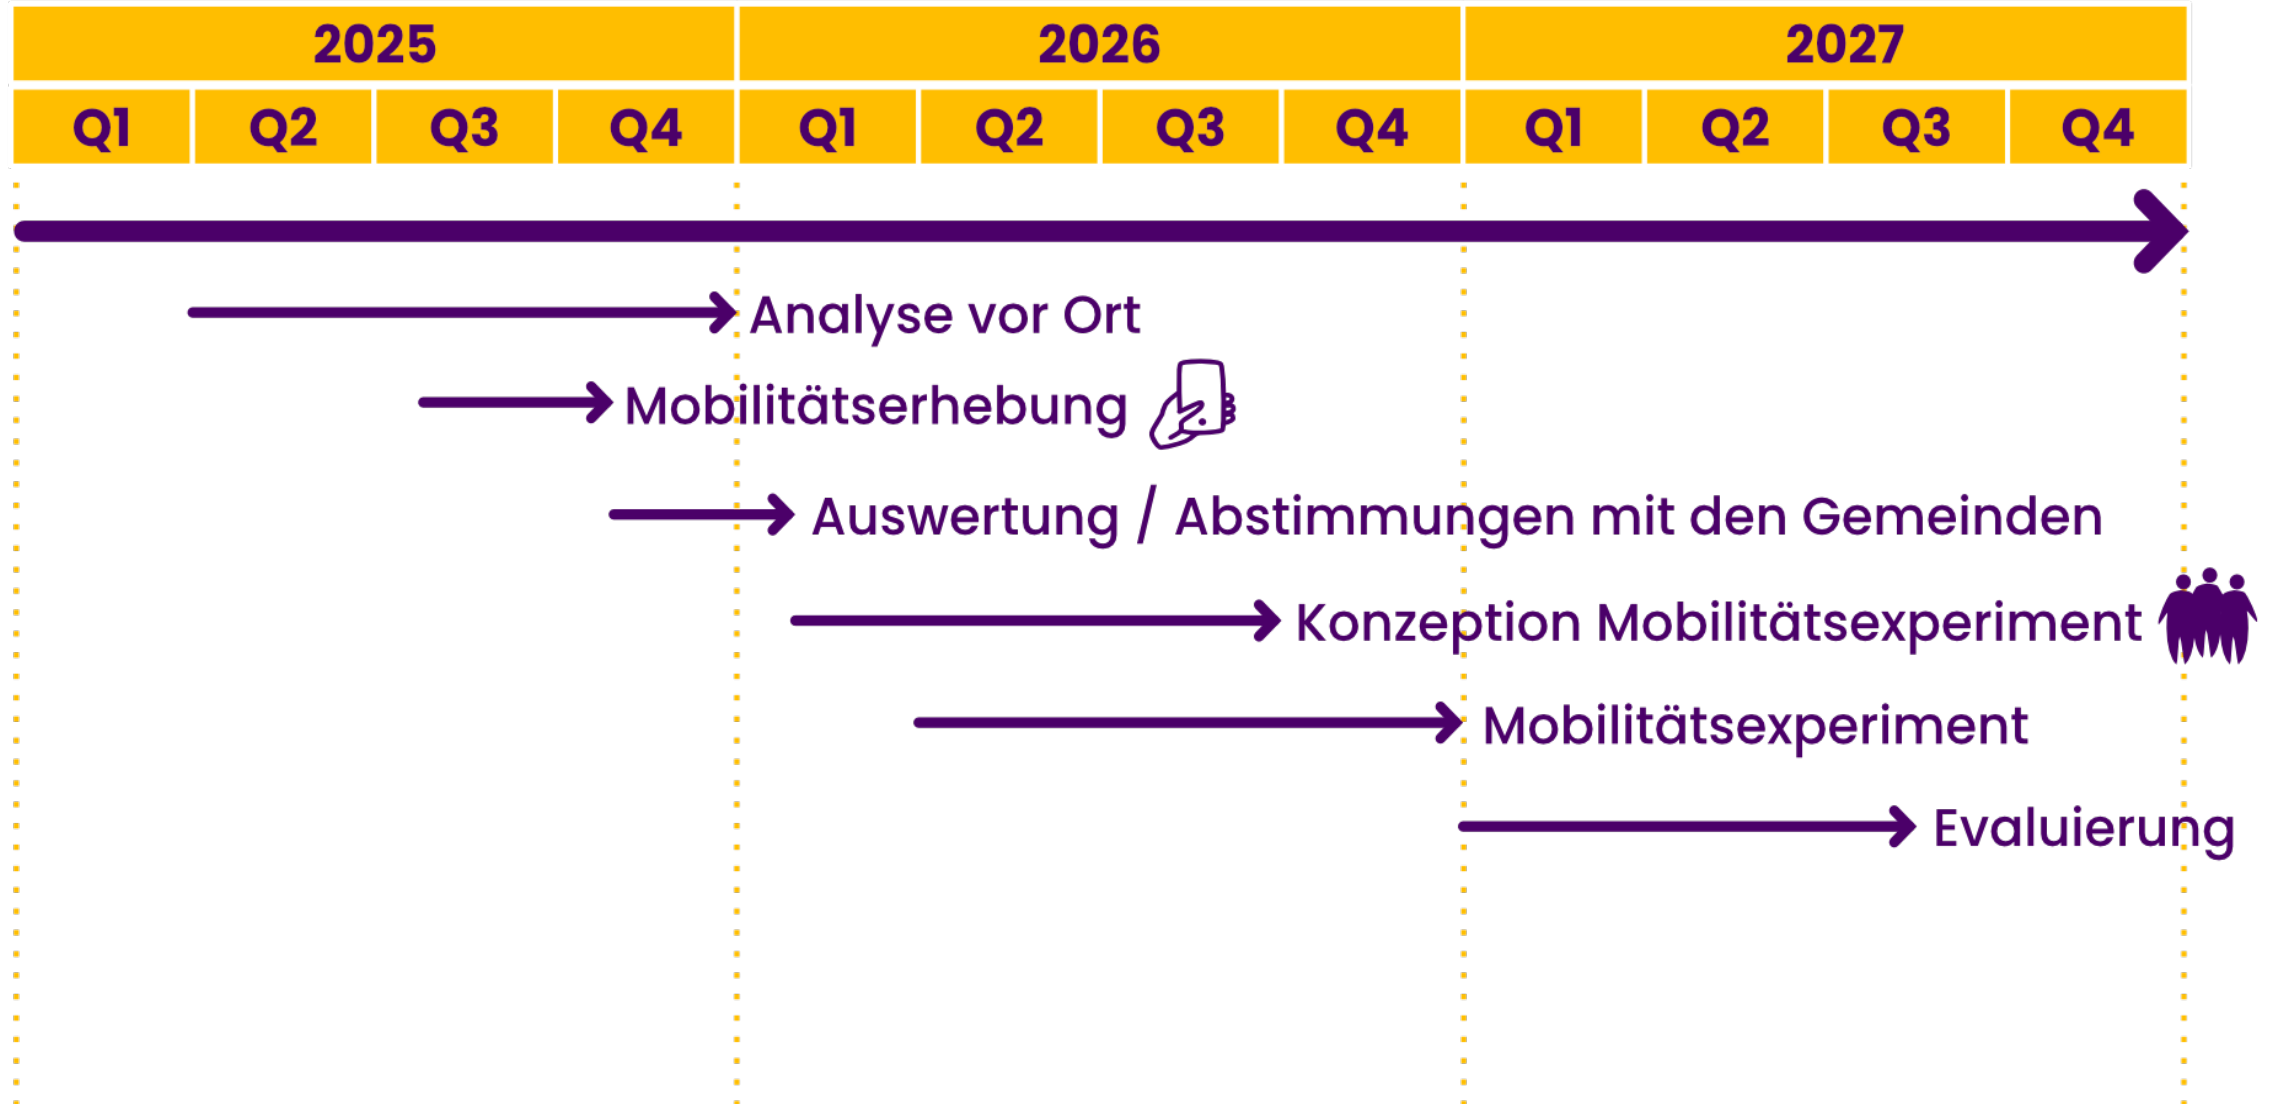 2025 2026 2027
Q1 Q2 Q3 Q4 Q1 Q2 Q3 Q4 Q1 Q2 Q3 Q4
Analyse vor Ort
Mobilitätserhebung
Auswertung / Abstimmungen mit den Gemeinden
Konzeption Mobilitätsexperiment
Mobilitätsexperiment
Evaluierung